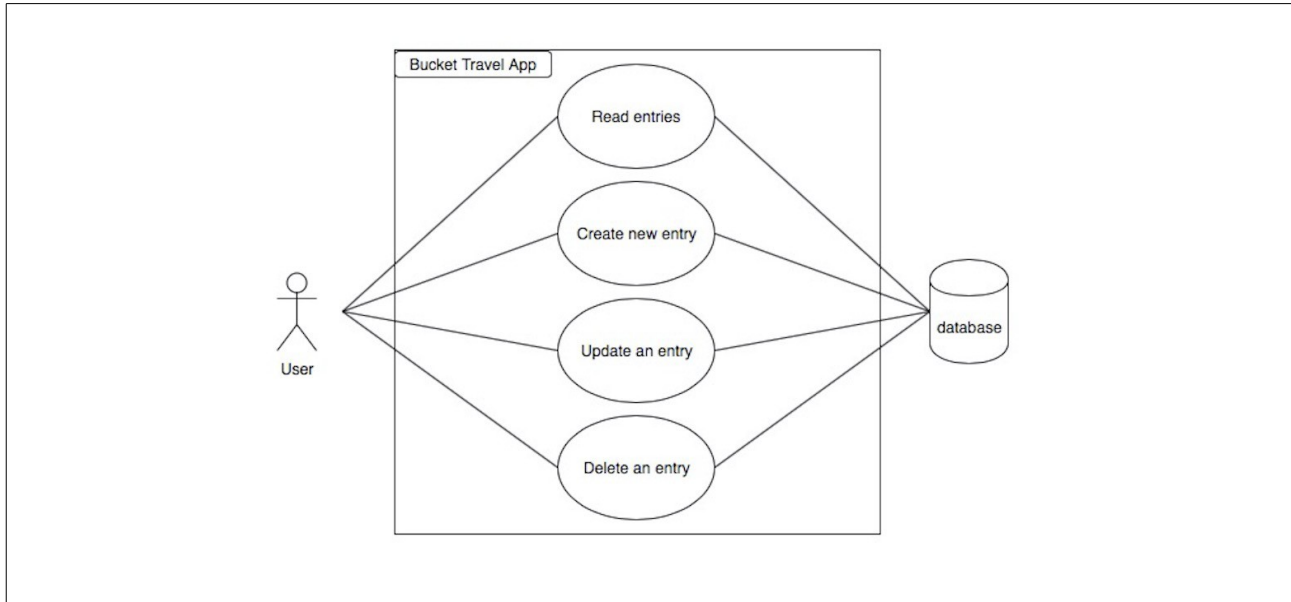 Bucket Travel App
Read entries
Create new entry
Update an entry
Delete an entry
User
database